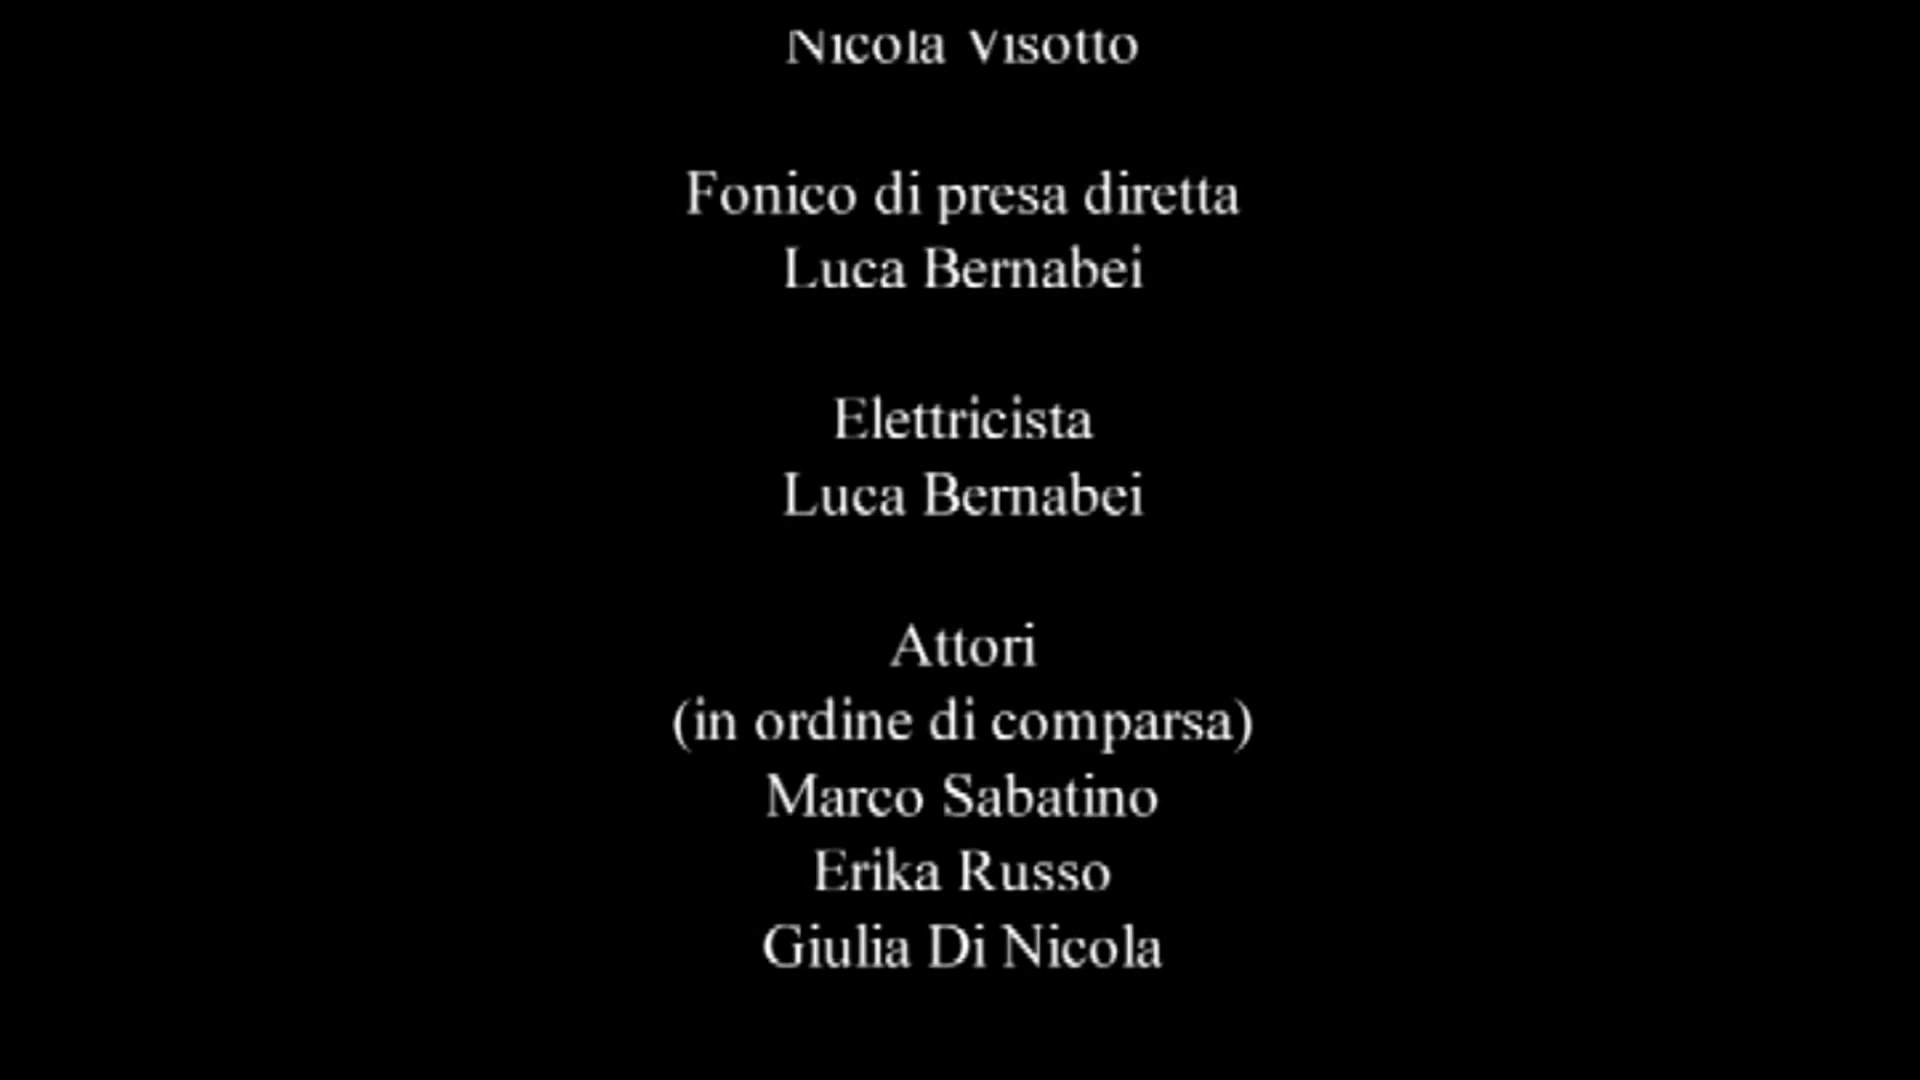 Nicola Visotto
Fonico di presa diretta
Luca Bernabei
Elettricista
Luca Bernabei
Attori
(in ordine di comparsa)
Marco Sabatino
Erika Russo
Giulia Di Nicola